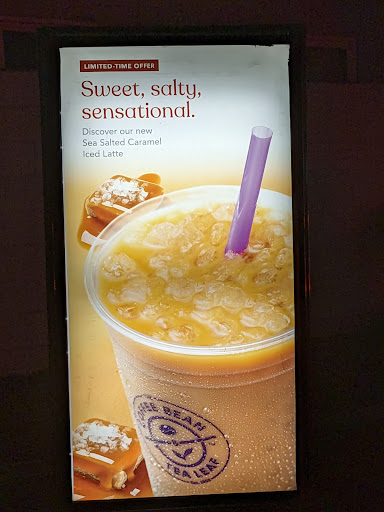 LIMITED-TIME OFFER
Sweet, salty,
sensational.
Discover our new
Sea Salted Caramel
Iced Latte
BEAN
TEA LEAF